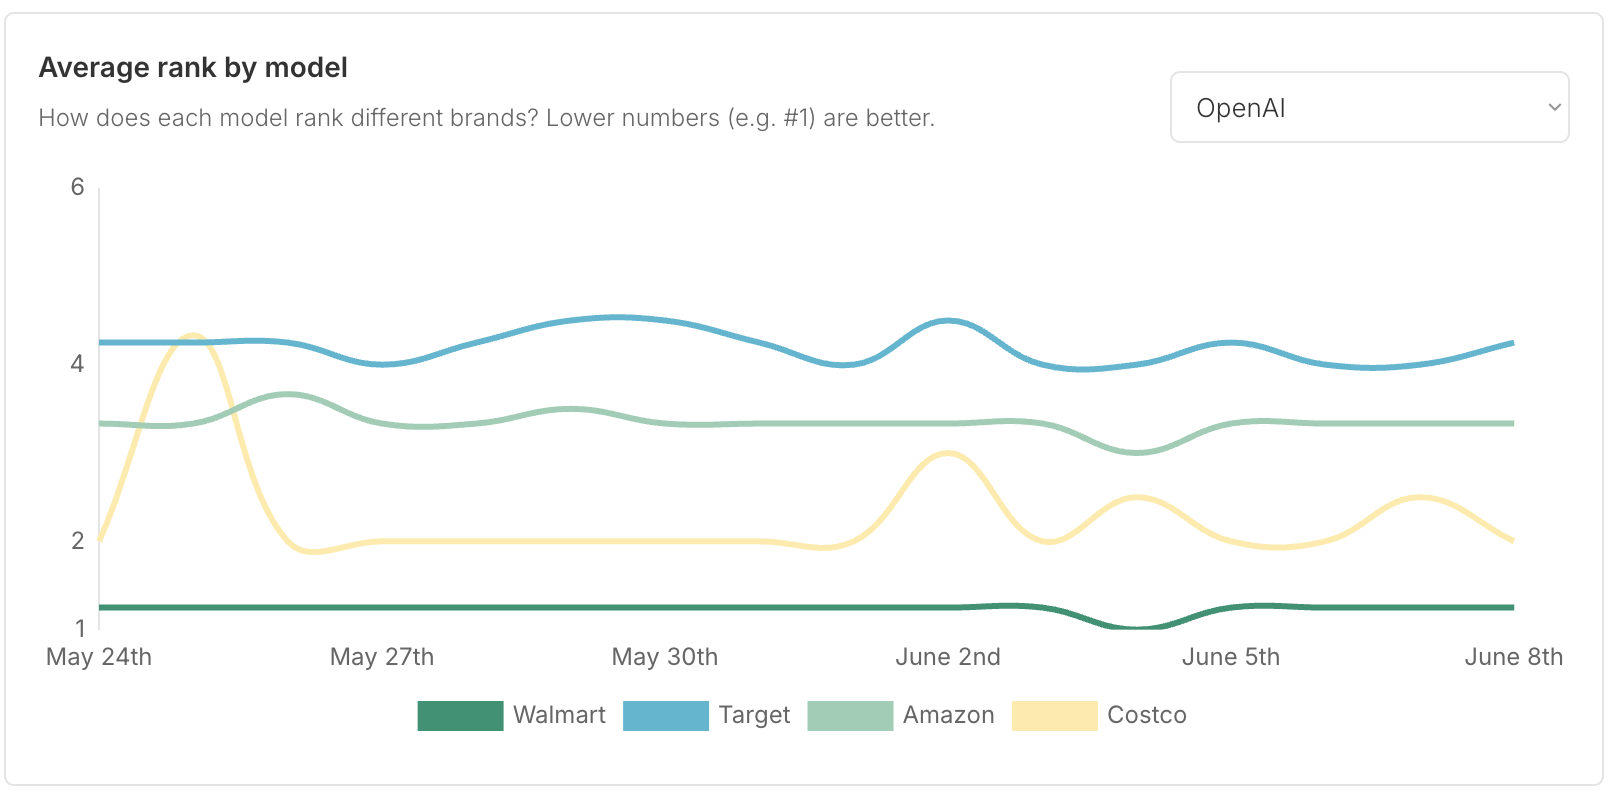 Average rank by model
How does each model rank different brands? Lower numbers (e.g. #1) are better.
OpenAI
6
4
2
1
May 24th May 27th May 30th June 2nd June 5th June 8th
Walmart Target Amazon Costco